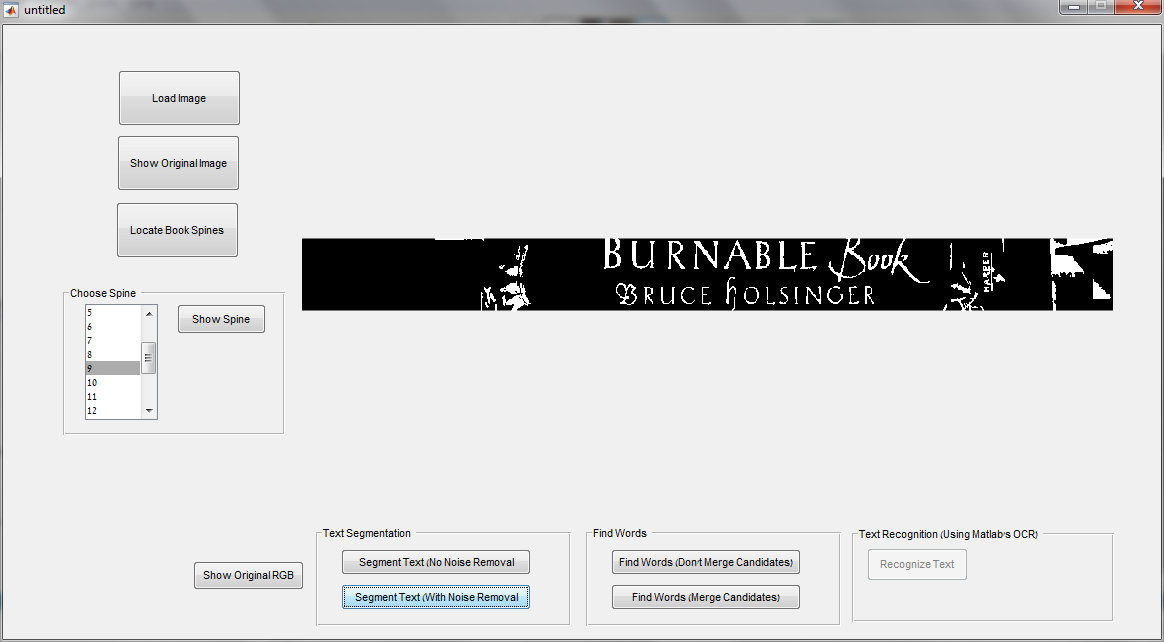 untitled
Load Image
Show Original Image
Locate Book Spines
BURNABLE Book
BRUCE HOLSINGER
HARPER
Choose Spine
5
6
7
8
9
10
11
12
Show Spine
Text Segmentation
Segment Text (No Noise Removal
Segment Text (With Noise Removal
Show Original RGB
Find Words
Find Words (Don't Merge Candidates)
Find Words (Merge Candidates)
Text Recognition (Using Matlab's OCR)
Recognize Text